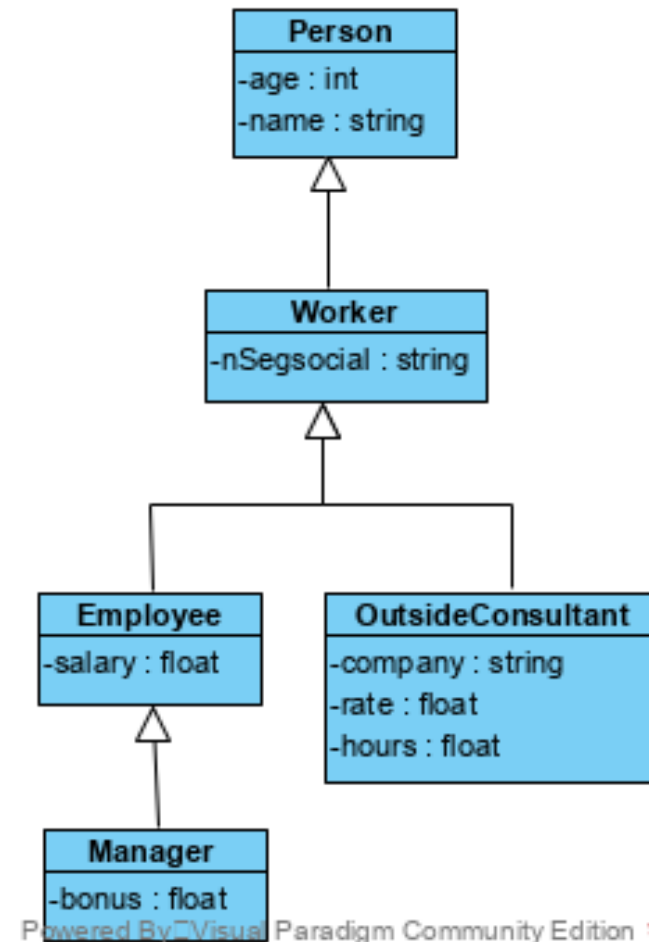 Person
-age : int
-name : string
Worker
-nSegsocial : string
Employee
-salary : float
OutsideConsultant
-company : string
-rate : float
-hours : float
Manager
-bonus : float
Powered By□Visual Paradigm Community Edition